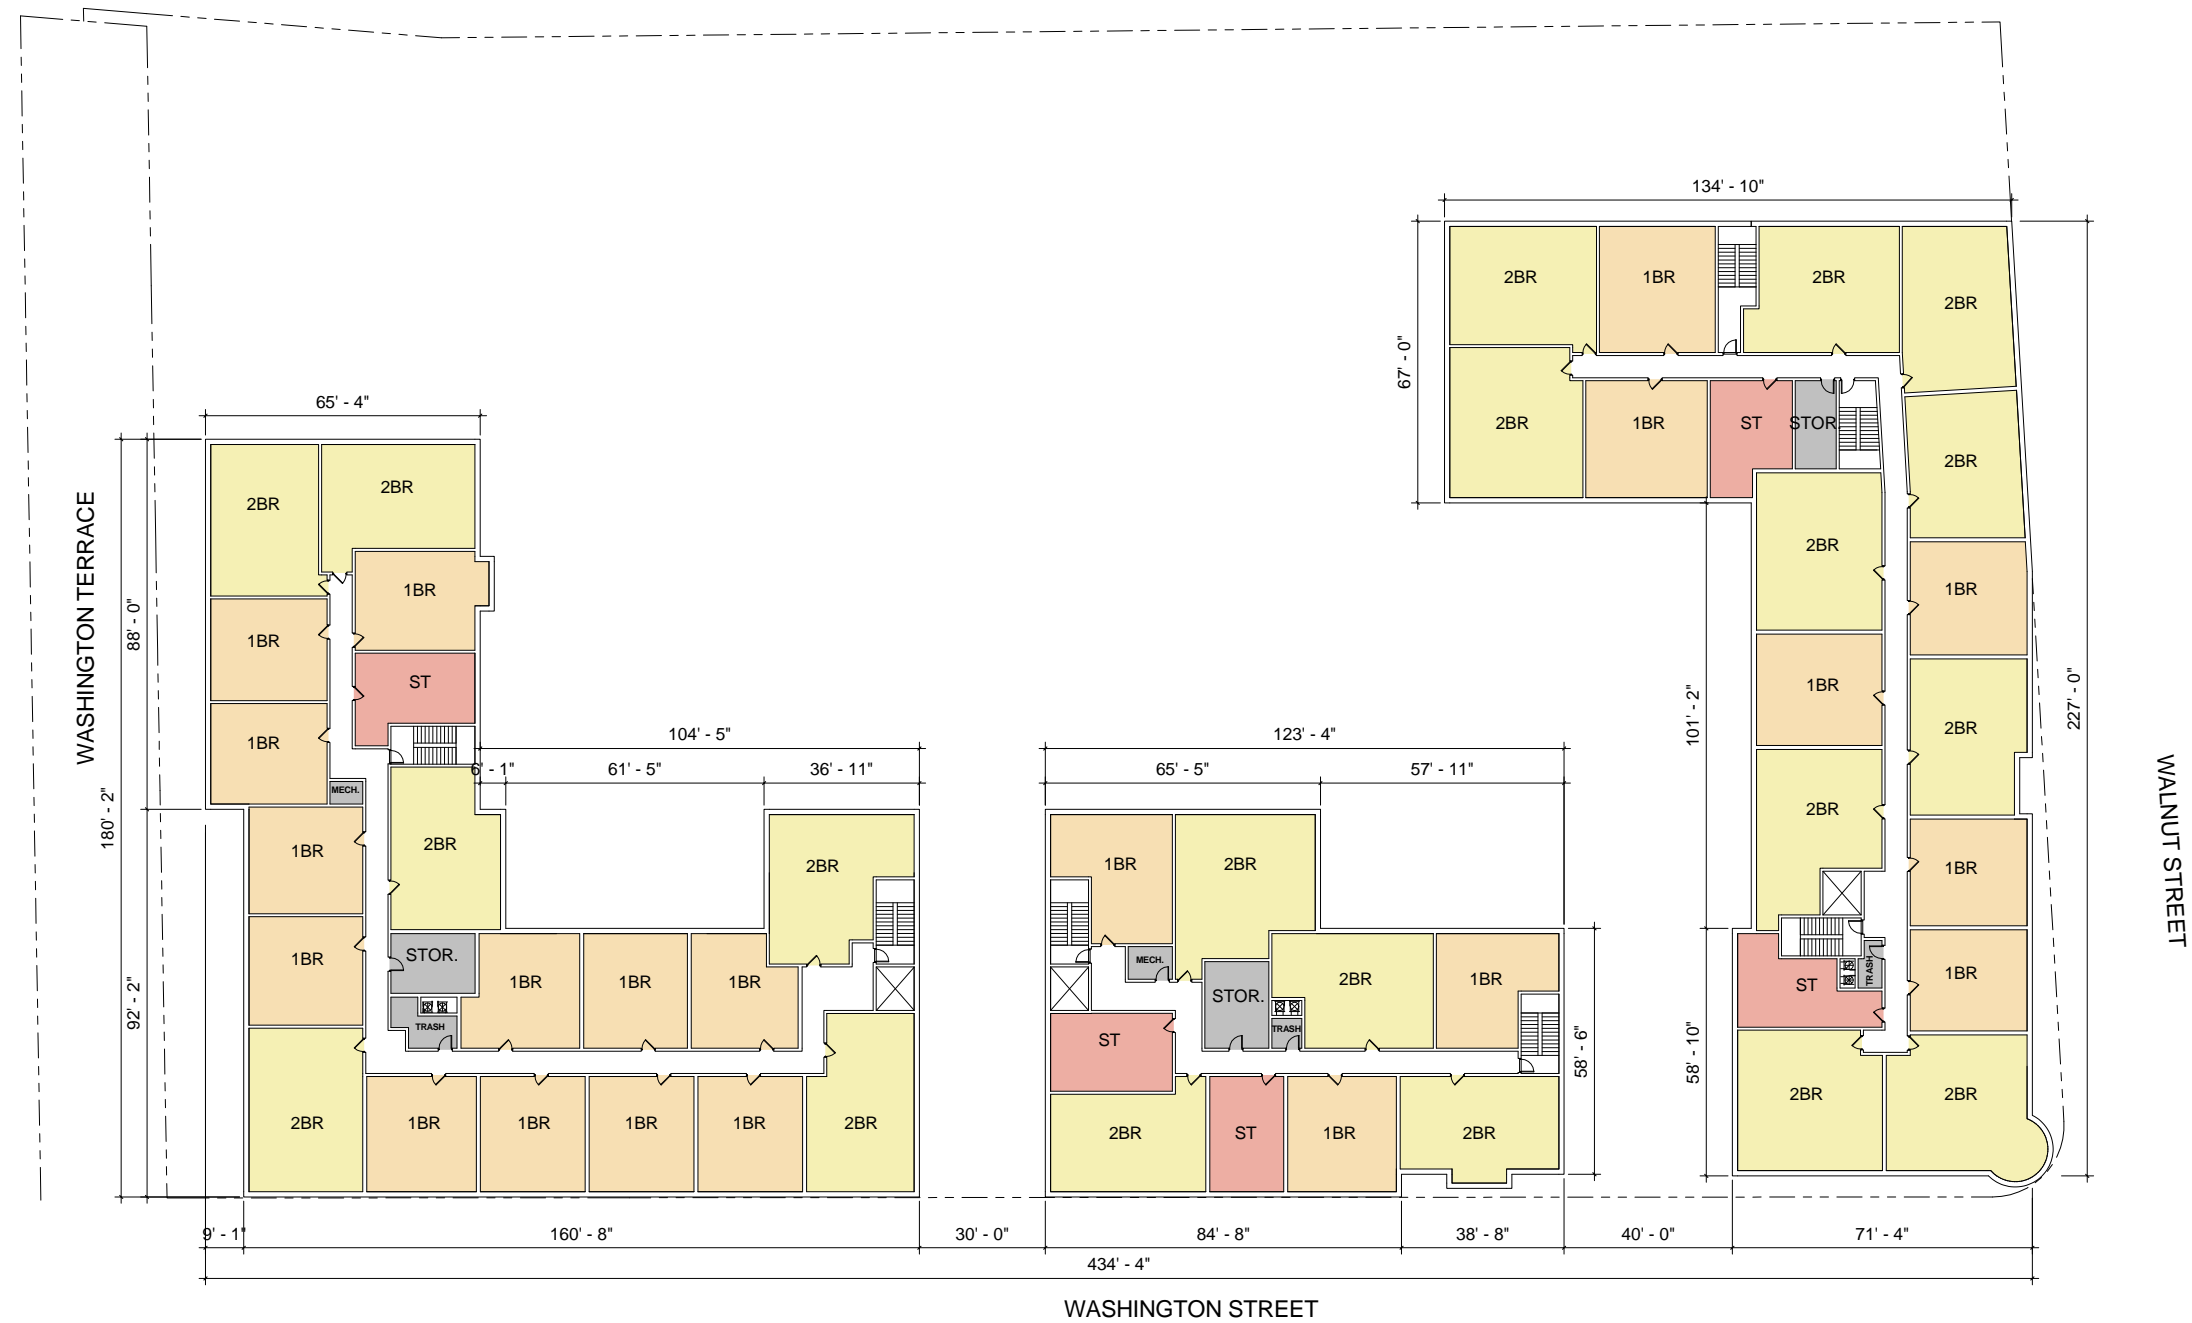 134' - 10"
2BR
1BR
2BR
2BR
67' - 0"
2BR
1BR
ST
STOR.
2BR
65' - 4"
2BR
2BR
WASHINGTON TERRACE
88' - 0"
1BR
1BR
ST
1BR
MECH.
180' - 2"
92' - 2"
104' - 5"
6' - 1"
61' - 5"
36' - 11"
1BR
2BR
2BR
1BR
STOR.
TRASH
1BR
1BR
1BR
2BR
1BR
1BR
1BR
1BR
2BR
123' - 4"
65' - 5"
57' - 11"
1BR
2BR
MECH.
STOR.
TRASH
2BR
1BR
ST
2BR
ST
1BR
2BR
58' - 6"
2BR
1BR
101' - 2"
1BR
2BR
227' - 0"
2BR
1BR
1BR
ST
TRASH
58' - 10"
2BR
2BR
WALNUT STREET
9' - 1"
160' - 8"
30' - 0"
84' - 8"
38' - 8"
40' - 0"
71' - 4"
434' - 4"
WASHINGTON STREET